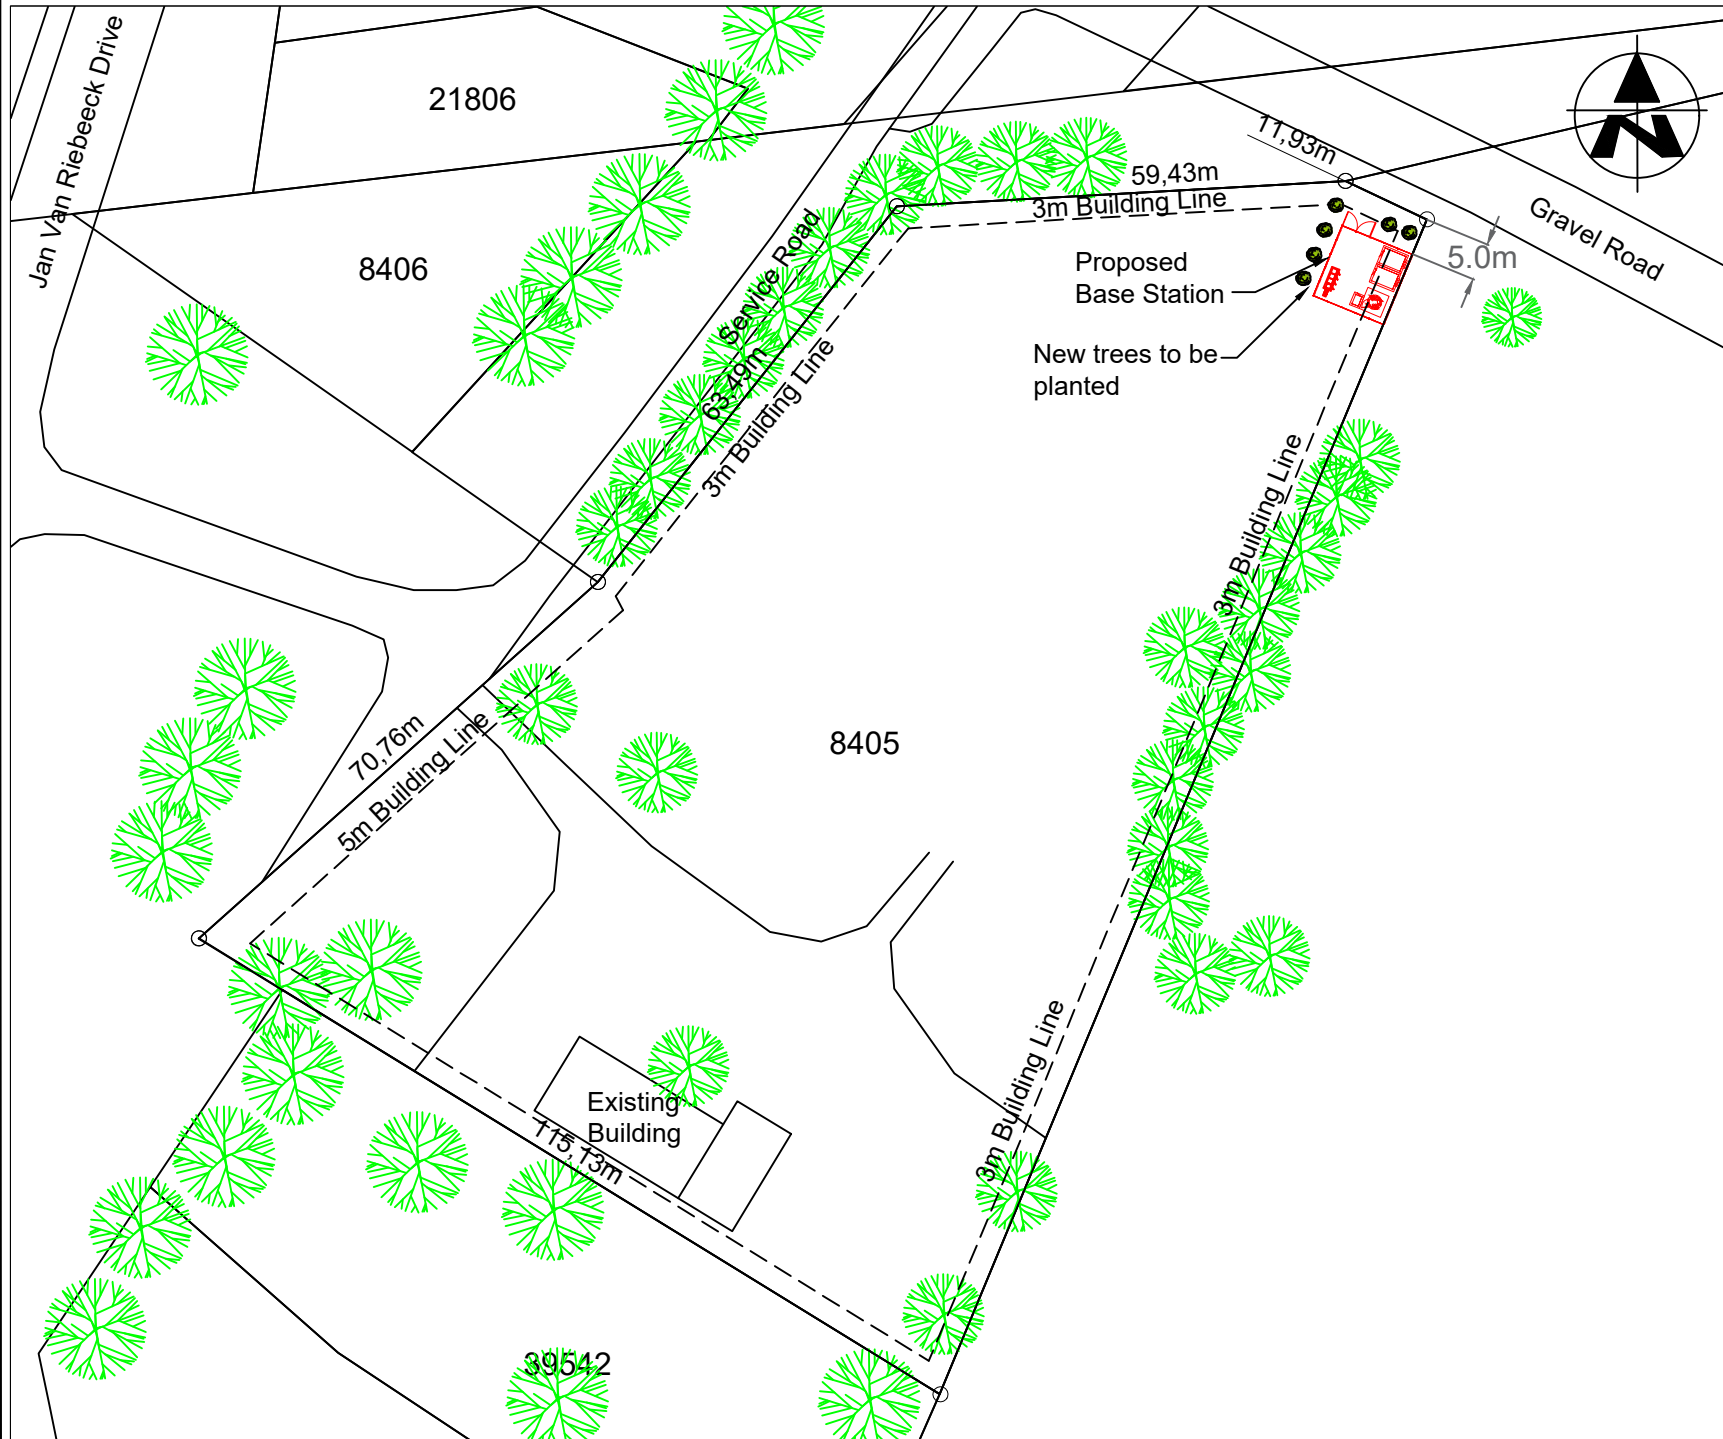 Jan Van Riebeeck Drive
21806
8406
Service Road
63,49m
3m Building Line
59,43m
3m Building Line
11,93m
N
Gravel Road
5.0m
Proposed
Base Station
New trees to be
planted
3m Building Line
70,76m
5m Building Line
8405
Existing
Building
115,13m
3m Building Line
39542